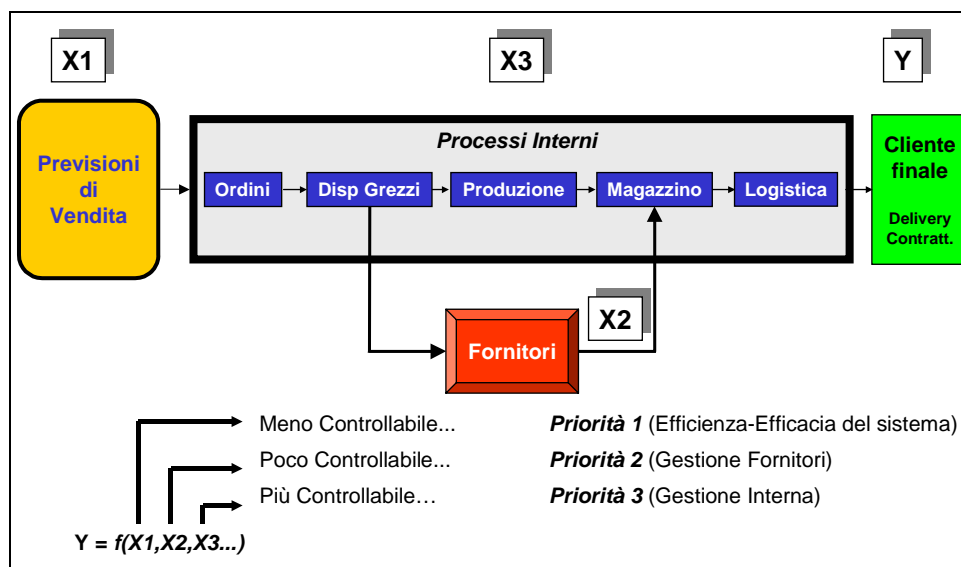 X1
X3
Y
Previsioni
di
Vendita
Processi Interni
Ordini
Disp Grezzi
Produzione
Magazzino
Logistica
Cliente
finale
Delivery
Contratt.
X2
Fornitori
Meno Controllabile... Priorità 1 (Efficienza-Efficacia del sistema)
Poco Controllabile... Priorità 2 (Gestione Fornitori)
Più Controllabile… Priorità 3 (Gestione Interna)
Y = f(X1,X2,X3...)